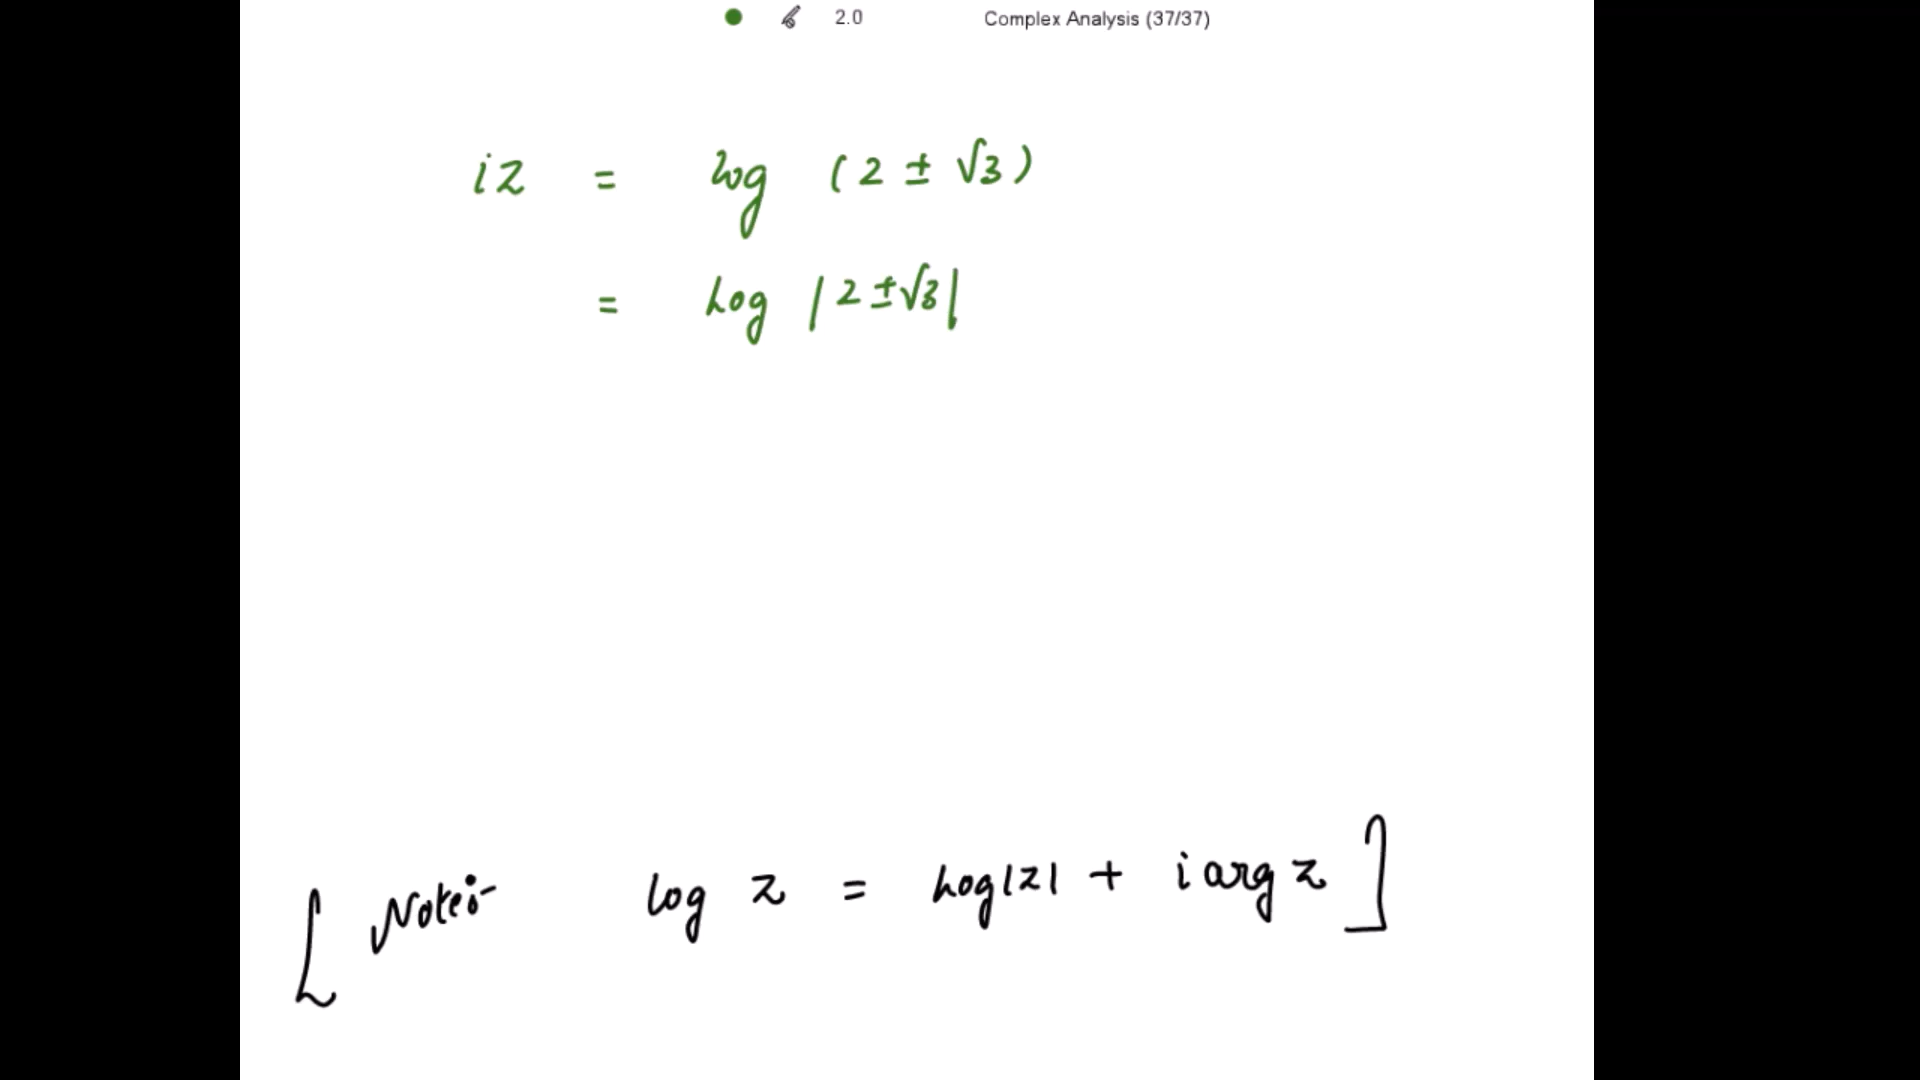 2.0 Complex Analysis (37/37)
iz = log (2 ± √3)
= Log |2 ± √3|
[ Note:- log z = Log|z| + i arg z ]